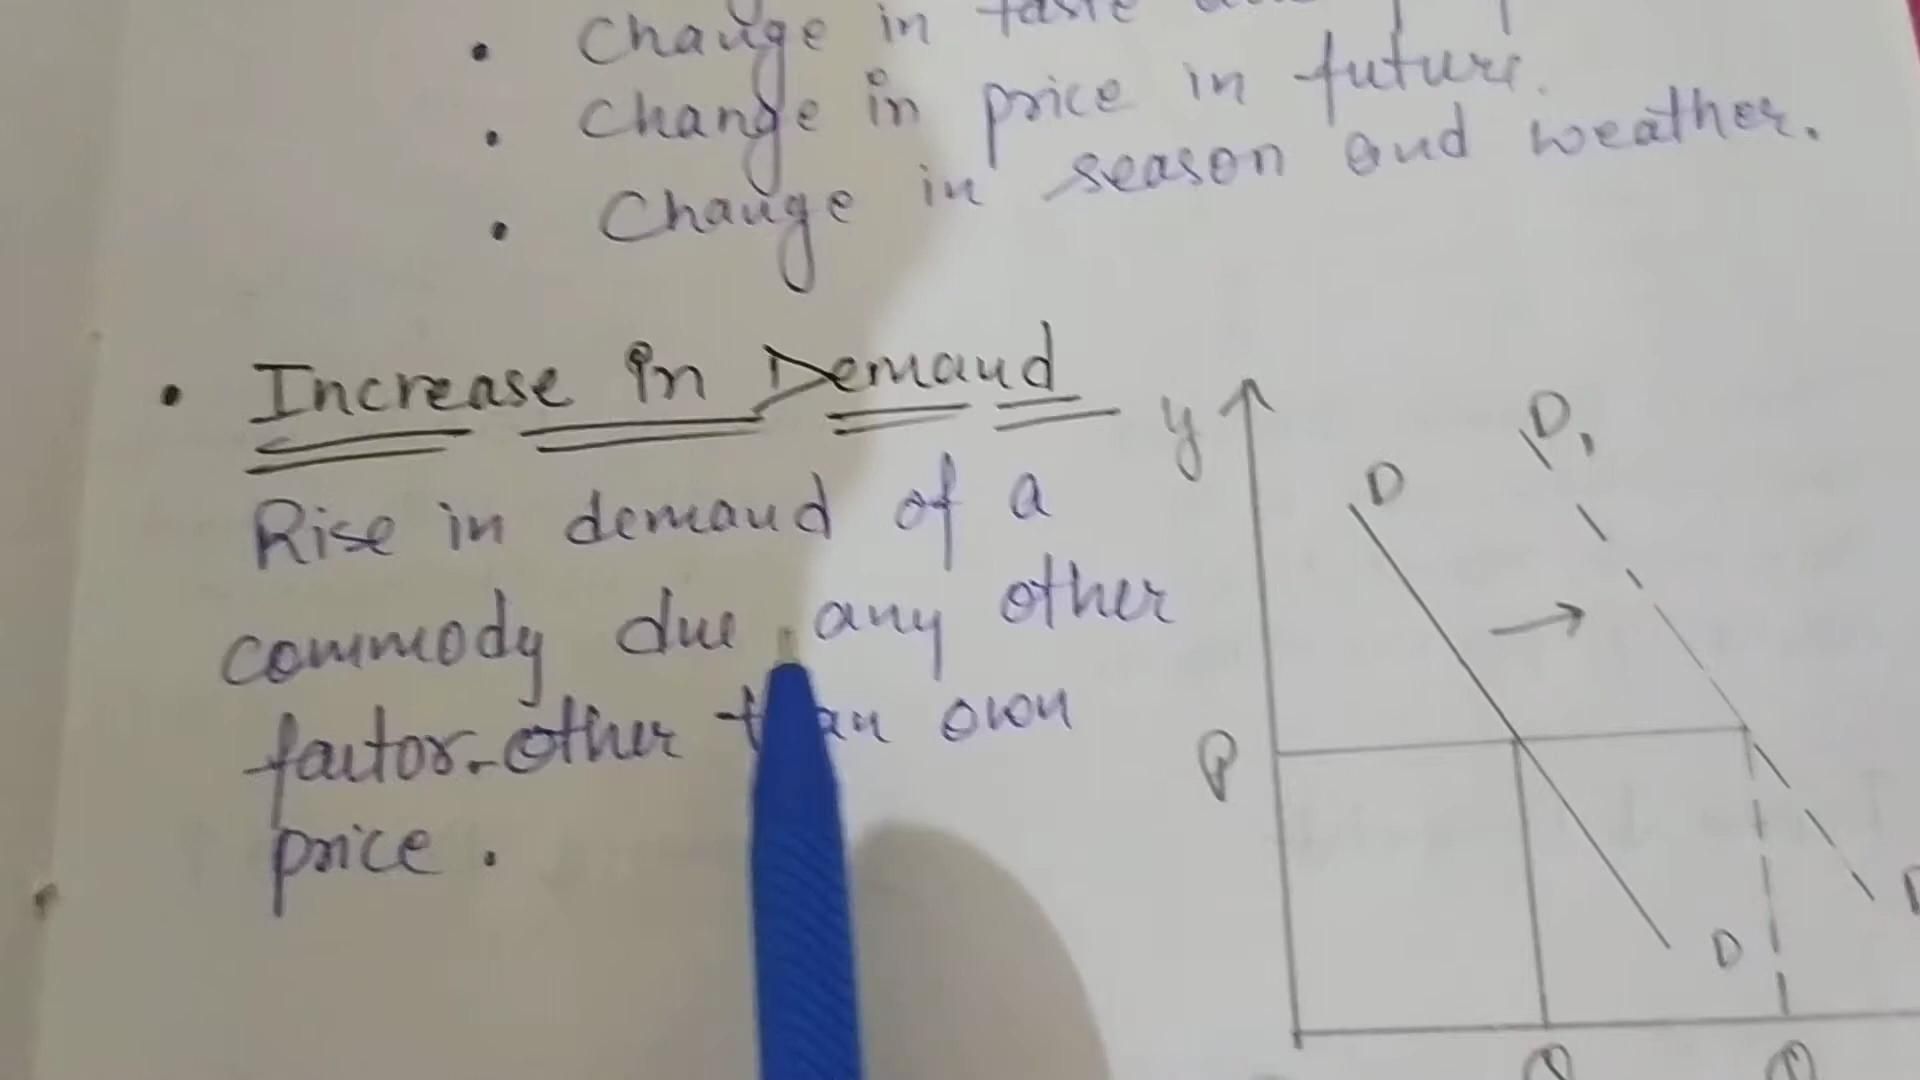 • Change in taste
• Change in price in future.
• Change in season and weather.
• Increase in Demand
Rise in demand of a
commody due any other
factor other than own
price.
y
D
D₁
P
D